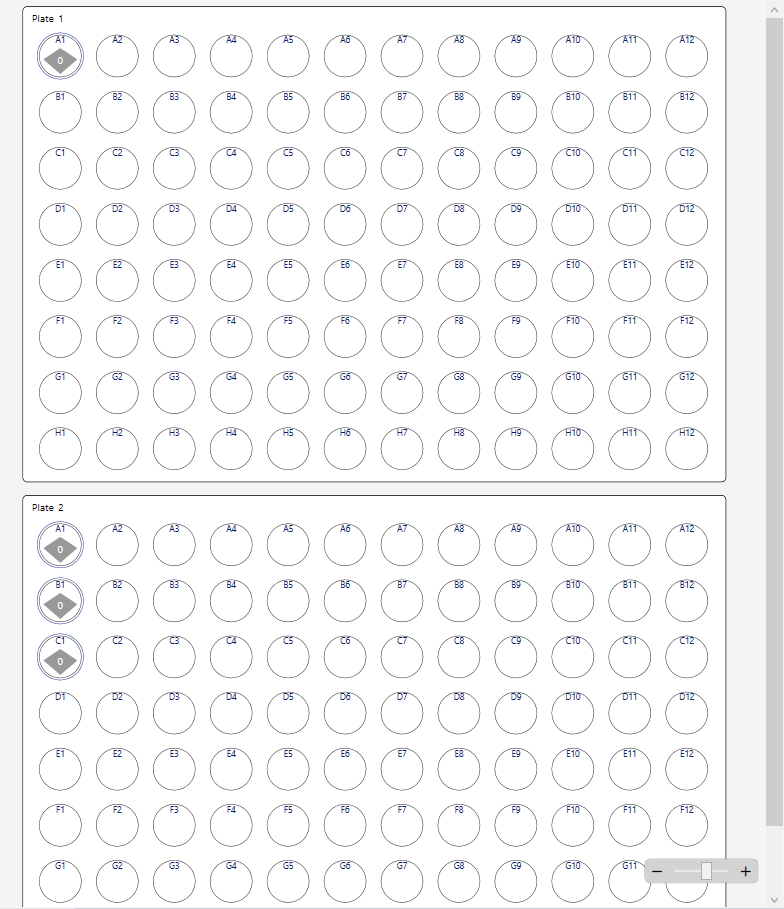 Plate 1
A1 A2 A3 A4 A5 A6 A7 A8 A9 A10 A11 A12
0
B1 B2 B3 B4 B5 B6 B7 B8 B9 B10 B11 B12
C1 C2 C3 C4 C5 C6 C7 C8 C9 C10 C11 C12
D1 D2 D3 D4 D5 D6 D7 D8 D9 D10 D11 D12
E1 E2 E3 E4 E5 E6 E7 E8 E9 E10 E11 E12
F1 F2 F3 F4 F5 F6 F7 F8 F9 F10 F11 F12
G1 G2 G3 G4 G5 G6 G7 G8 G9 G10 G11 G12
H1 H2 H3 H4 H5 H6 H7 H8 H9 H10 H11 H12
Plate 2
A1 A2 A3 A4 A5 A6 A7 A8 A9 A10 A11 A12
0
B1 B2 B3 B4 B5 B6 B7 B8 B9 B10 B11 B12
0
C1 C2 C3 C4 C5 C6 C7 C8 C9 C10 C11 C12
0
D1 D2 D3 D4 D5 D6 D7 D8 D9 D10 D11 D12
E1 E2 E3 E4 E5 E6 E7 E8 E9 E10 E11 E12
F1 F2 F3 F4 F5 F6 F7 F8 F9 F10 F11 F12
G1 G2 G3 G4 G5 G6 G7 G8 G9 G10 G11